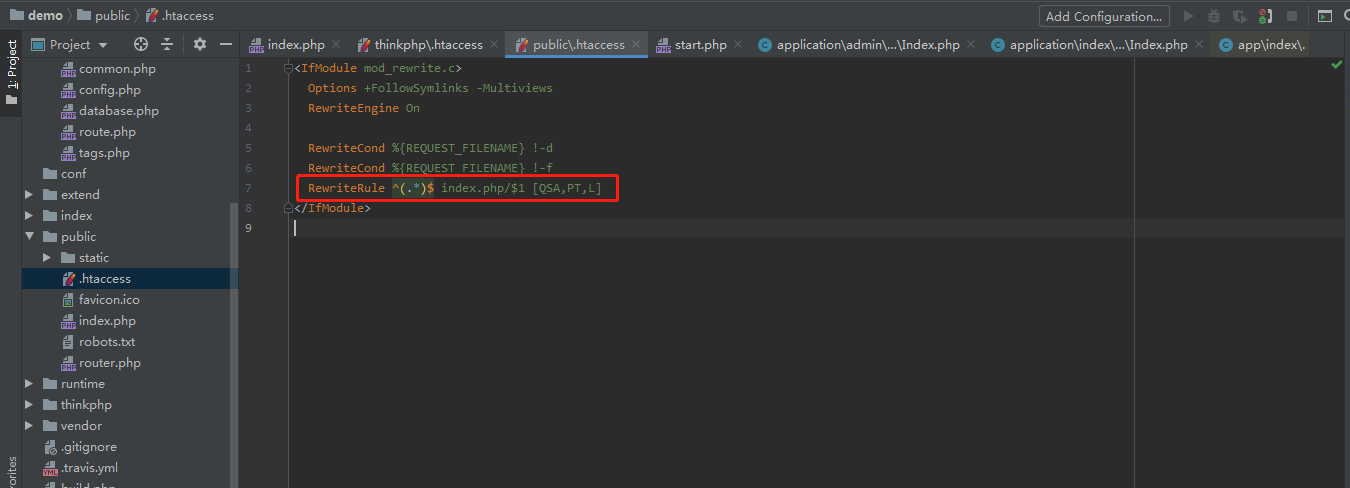 demo public .htaccess Add Configuration...
Project index.php thinkphp\.htaccess public\.htaccess start.php application\admin\...\Index.php application\index\...\Index.php app\index\.
1: Project
common.php
config.php
database.php
route.php
tags.php
conf
extend
index
public
static
.htaccess
favicon.ico
index.php
robots.txt
router.php
runtime
thinkphp
vendor
.gitignore
.travis.yml
build.php
vorites
1 <IfModule mod_rewrite.c>
2 Options +FollowSymlinks -Multiviews
3 RewriteEngine On
4
5 RewriteCond %{REQUEST_FILENAME} !-d
6 RewriteCond %{REQUEST_FILENAME} !-f
7 RewriteRule ^(.*)$ index.php/$1 [QSA,PT,L]
8 </IfModule>
9